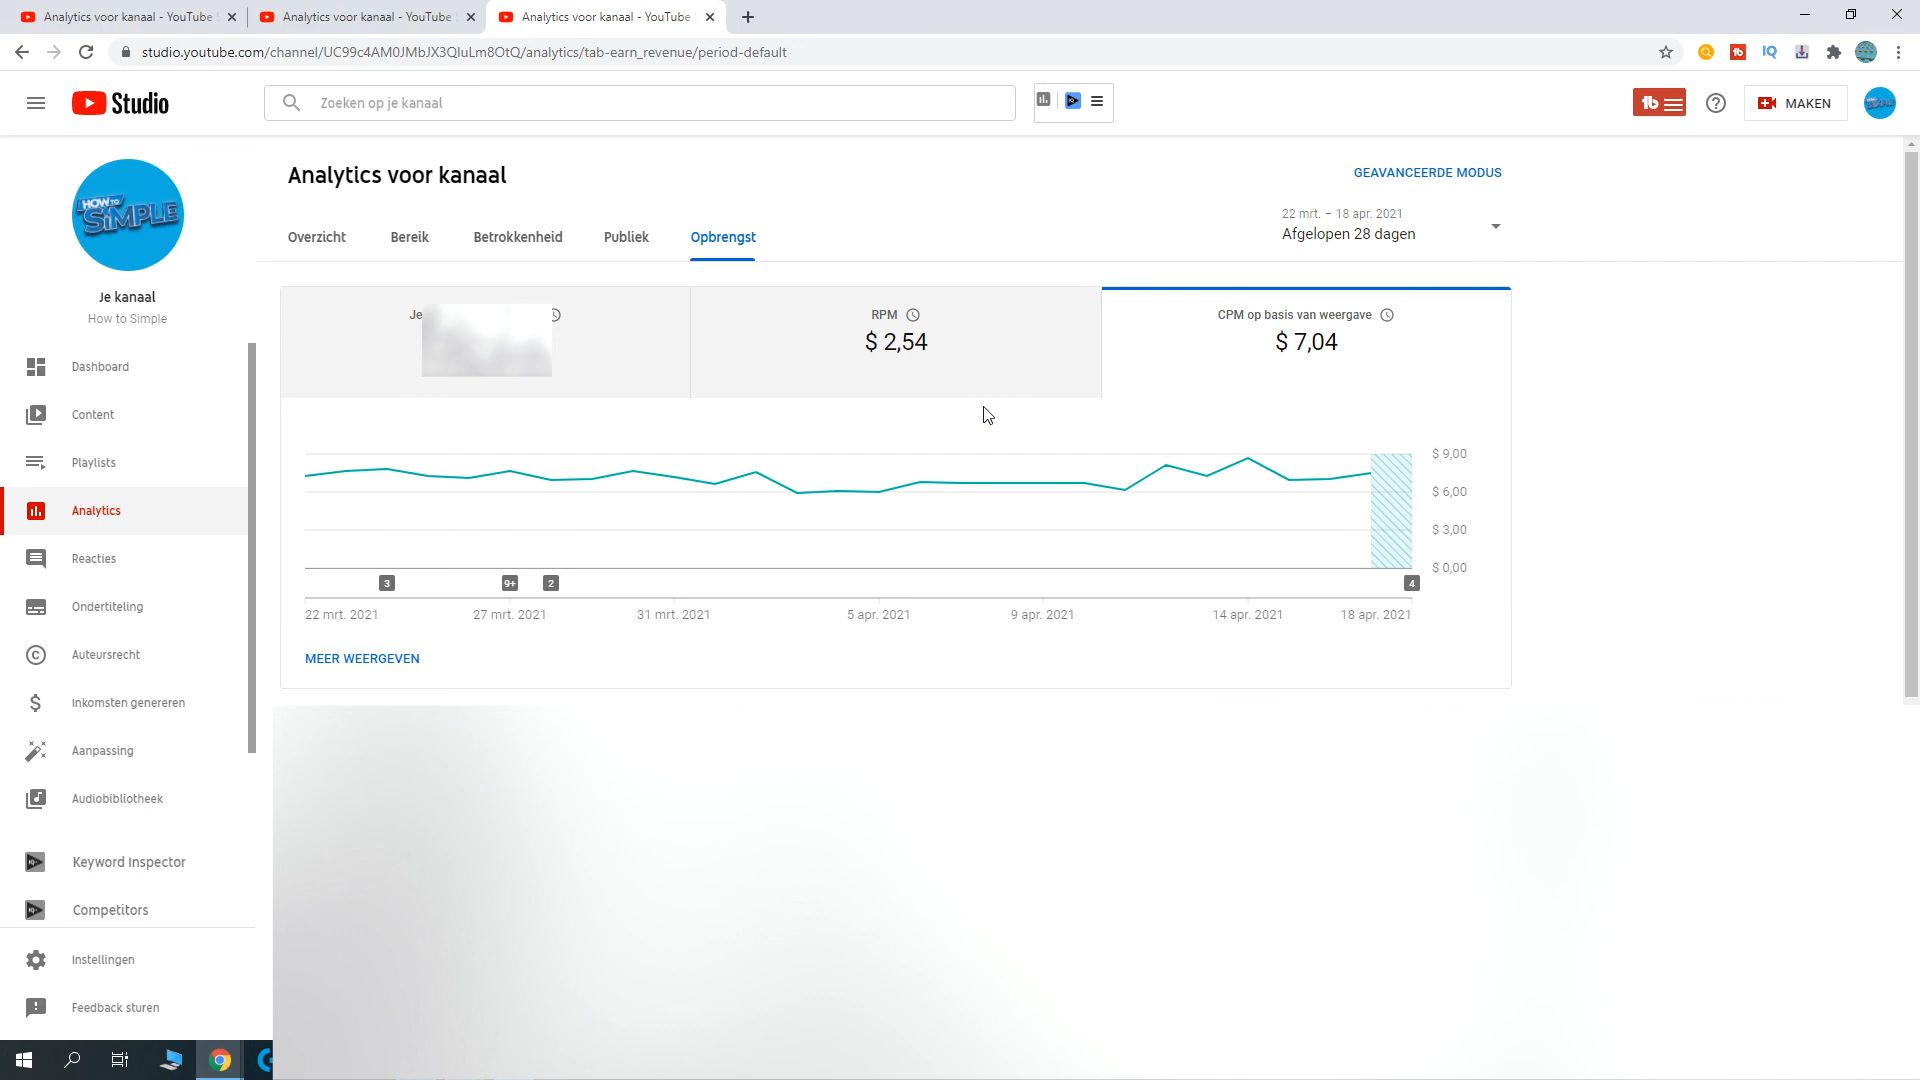 Analytics voor kanaal - YouTube
Analytics voor kanaal - YouTube
Analytics voor kanaal - YouTube
studio.youtube.com/channel/UC99c4AM0JMbJX3QIuLm8OtQ/analytics/tab-earn_revenue/period-default
IQ
Studio
Zoeken op je kanaal
MAKEN
HOW TO SIMPLE
Je kanaal
How to Simple
Dashboard
Content
Playlists
Analytics
Reacties
Ondertiteling
Auteursrecht
Inkomsten genereren
Aanpassing
Audiobibliotheek
Keyword Inspector
Competitors
Instellingen
Feedback sturen
Analytics voor kanaal
GEAVANCEERDE MODUS
22 mrt. – 18 apr. 2021
Afgelopen 28 dagen
Overzicht Bereik Betrokkenheid Publiek Opbrengst
Je
RPM
$ 2,54
CPM op basis van weergave
$ 7,04
$ 9,00
$ 6,00
$ 3,00
$ 0,00
3 9+ 2 4
22 mrt. 2021 27 mrt. 2021 31 mrt. 2021 5 apr. 2021 9 apr. 2021 14 apr. 2021 18 apr. 2021
MEER WEERGEVEN